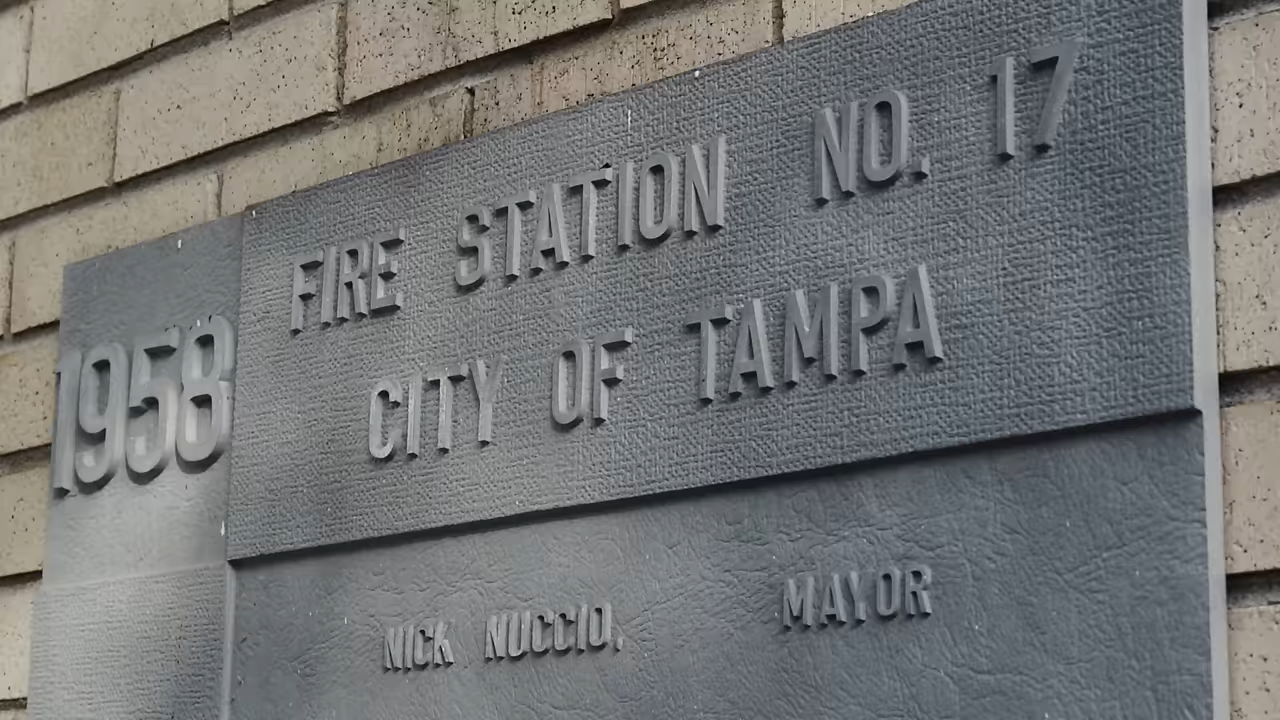 1958
FIRE STATION NO. 17
CITY OF TAMPA
NICK NUCCIO, MAYOR